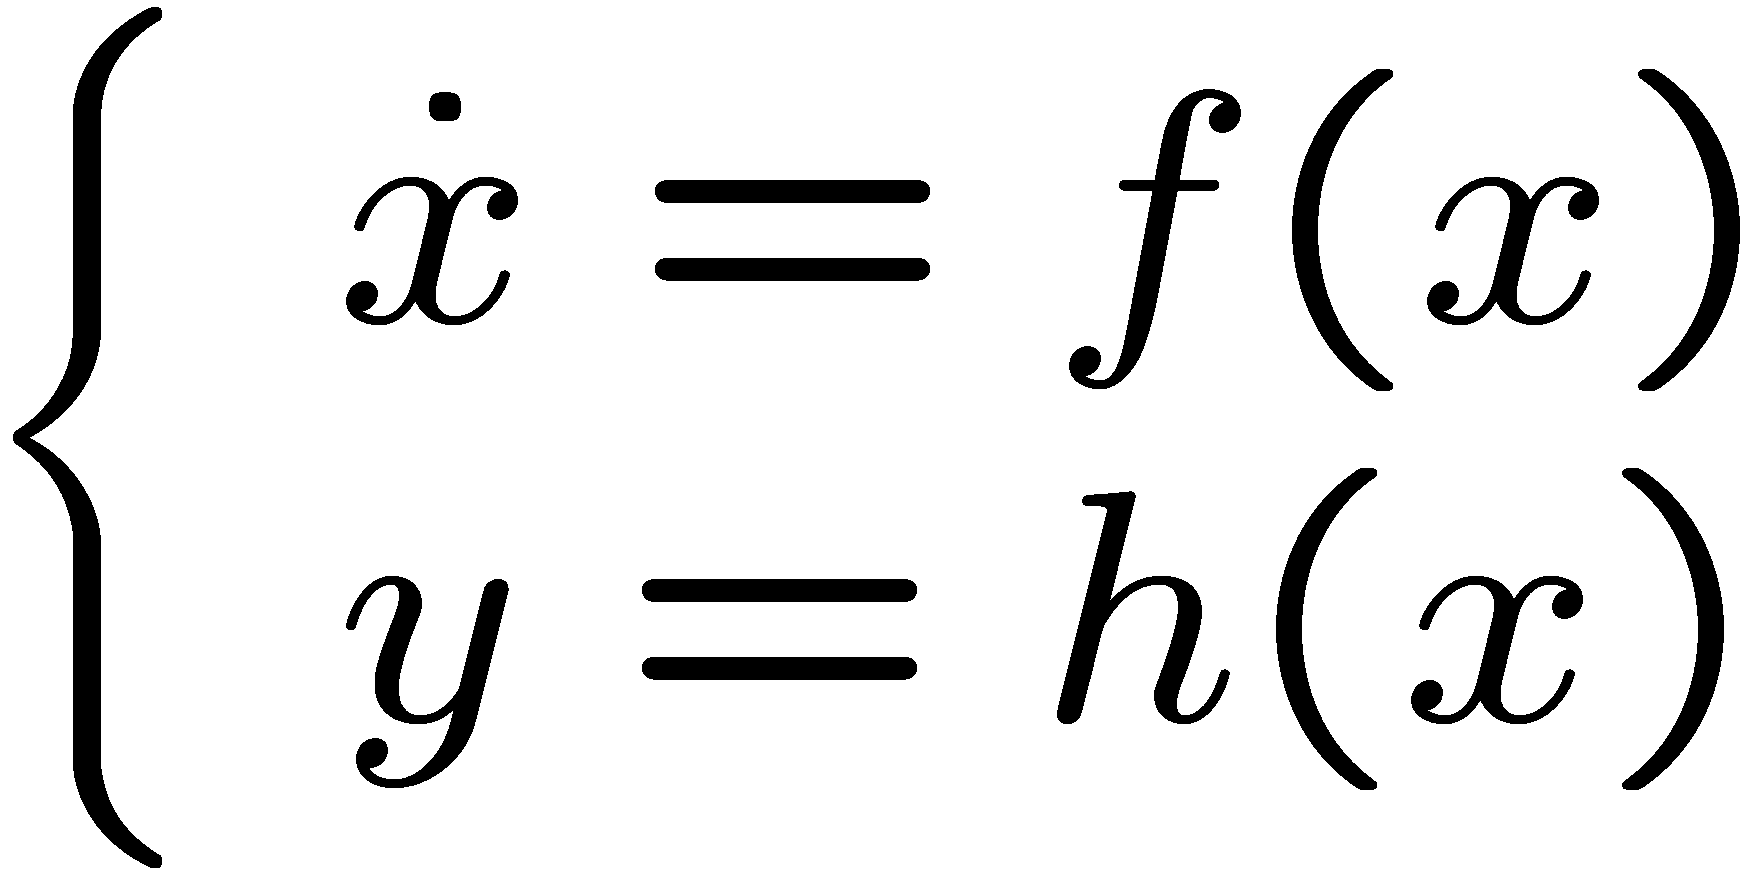 ẋ = f(x)
y = h(x)